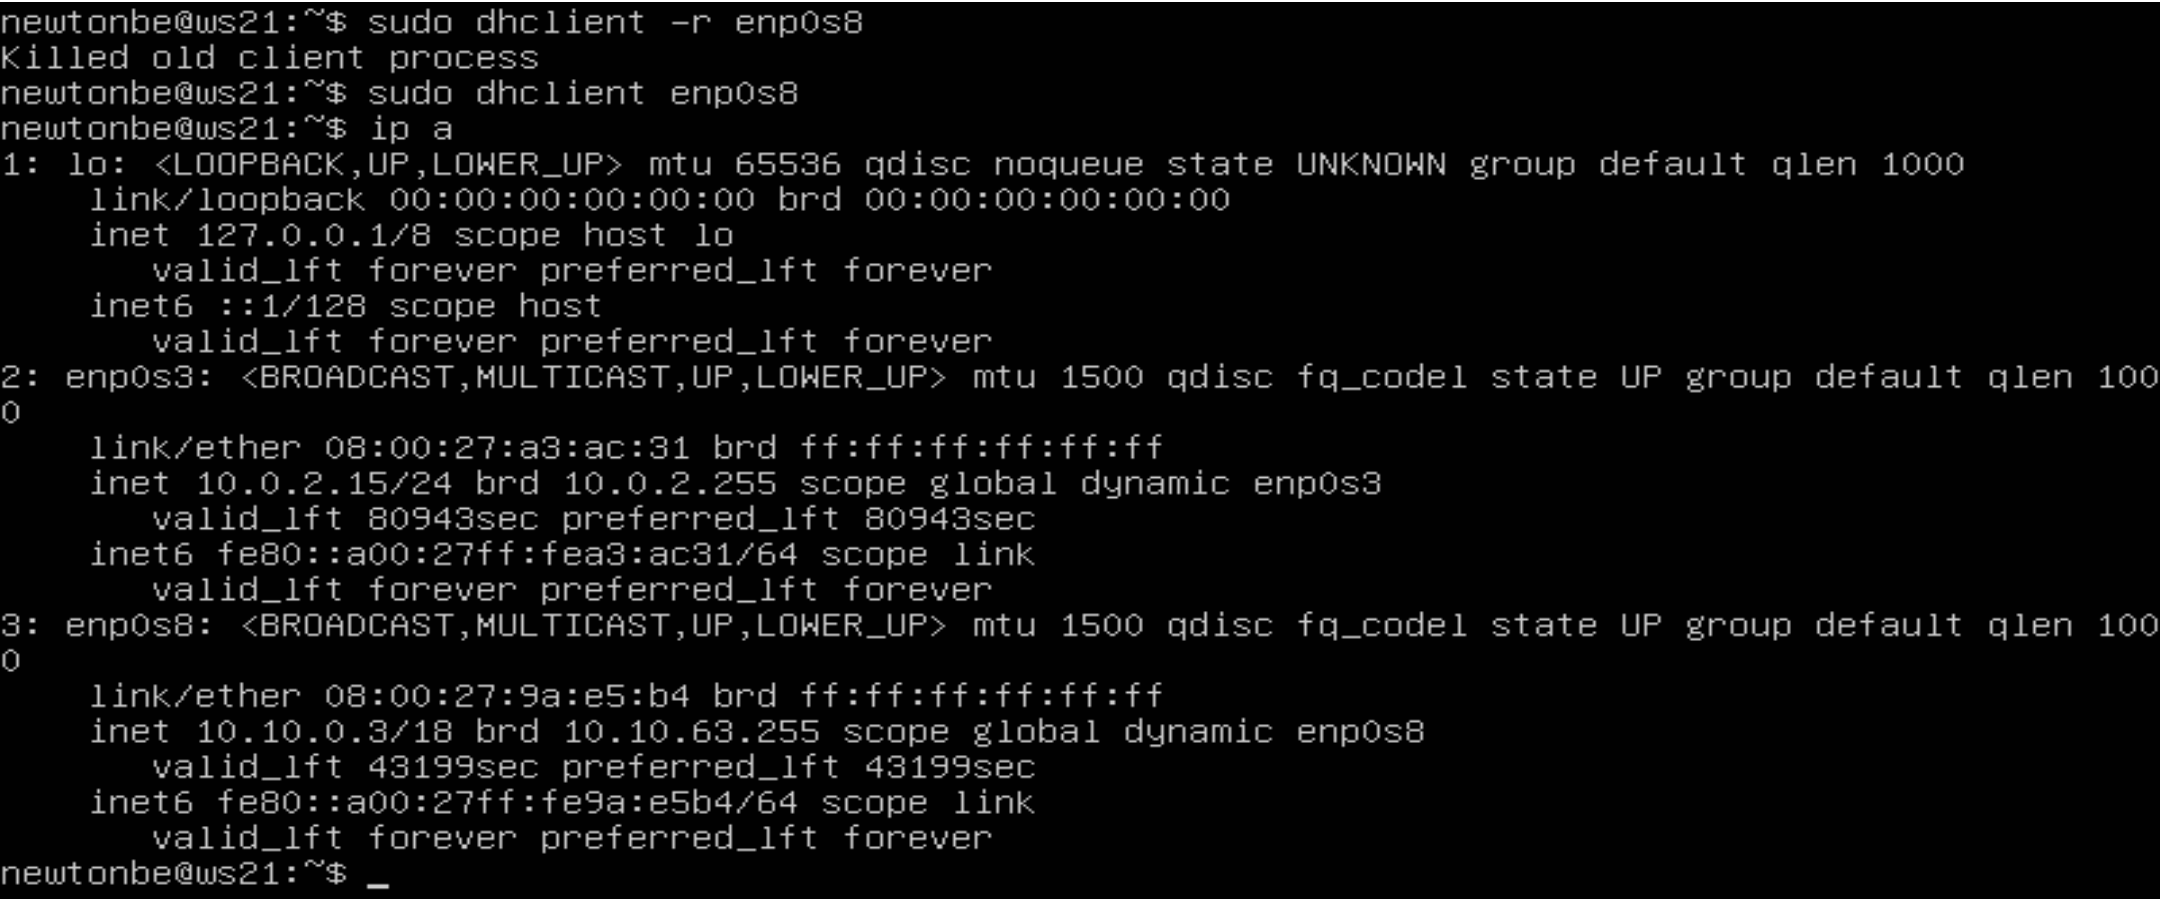 newtonbe@ws21:~$ sudo dhclient -r enp0s8
Killed old client process
newtonbe@ws21:~$ sudo dhclient enp0s8
newtonbe@ws21:~$ ip a
1: lo: <LOOPBACK,UP,LOWER_UP> mtu 65536 qdisc noqueue state UNKNOWN group default qlen 1000
    link/loopback 00:00:00:00:00:00 brd 00:00:00:00:00:00
    inet 127.0.0.1/8 scope host lo
       valid_lft forever preferred_lft forever
    inet6 ::1/128 scope host
       valid_lft forever preferred_lft forever
2: enp0s3: <BROADCAST,MULTICAST,UP,LOWER_UP> mtu 1500 qdisc fq_codel state UP group default qlen 100
0
    link/ether 08:00:27:a3:ac:31 brd ff:ff:ff:ff:ff:ff
    inet 10.0.2.15/24 brd 10.0.2.255 scope global dynamic enp0s3
       valid_lft 80943sec preferred_lft 80943sec
    inet6 fe80::a00:27ff:fea3:ac31/64 scope link
       valid_lft forever preferred_lft forever
3: enp0s8: <BROADCAST,MULTICAST,UP,LOWER_UP> mtu 1500 qdisc fq_codel state UP group default qlen 100
0
    link/ether 08:00:27:9a:e5:b4 brd ff:ff:ff:ff:ff:ff
    inet 10.10.0.3/18 brd 10.10.63.255 scope global dynamic enp0s8
       valid_lft 43199sec preferred_lft 43199sec
    inet6 fe80::a00:27ff:fe9a:e5b4/64 scope link
       valid_lft forever preferred_lft forever
newtonbe@ws21:~$ _